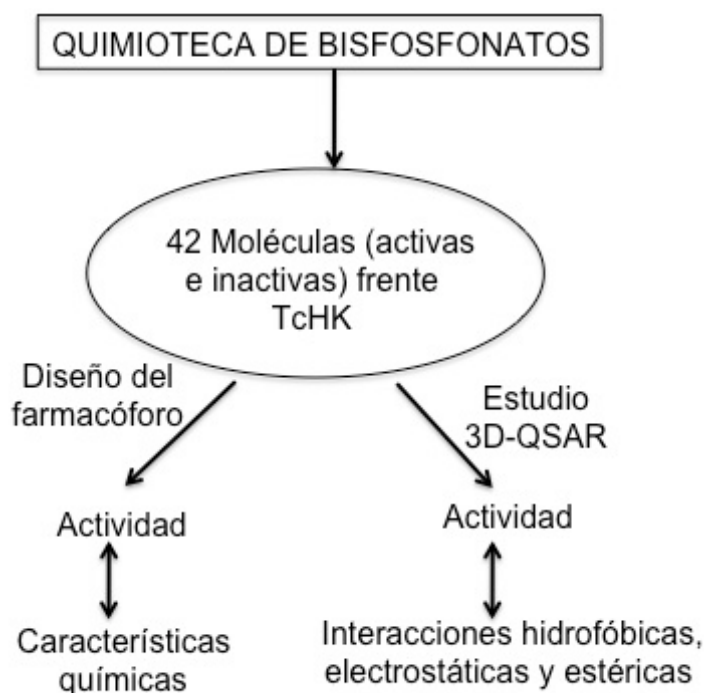 QUIMIOTECA DE BISFOSFONATOS
42 Moléculas (activas
e inactivas) frente
TcHK
Diseño del
farmacóforo
Estudio
3D-QSAR
Actividad
Actividad
Características
químicas
Interacciones hidrofóbicas,
electrostáticas y estéricas